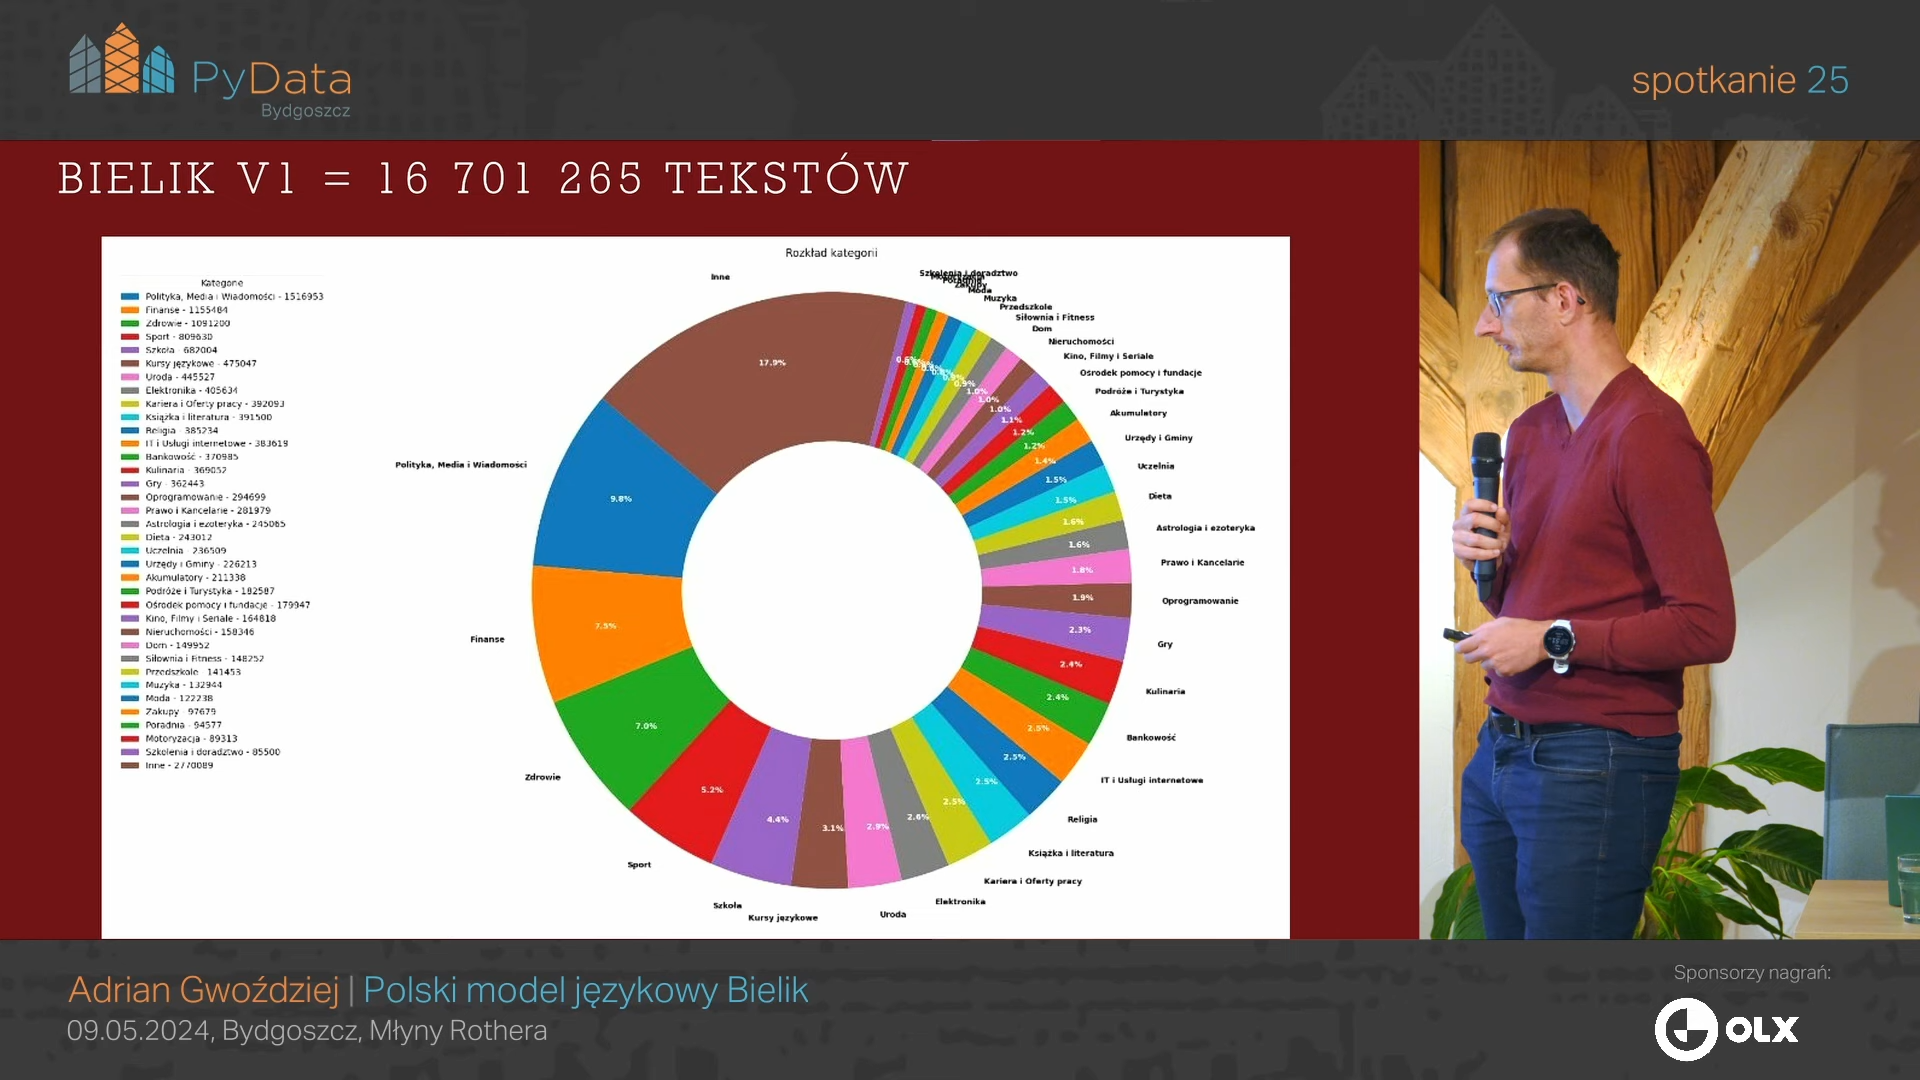 PyData
Bydgoszcz
spotkanie 25
BIELIK V1 = 16 701 265 TEKSTÓW
Rozkład kategorii
Kategorie
Polityka, Media i Wiadomości - 1516953
Finanse - 1155484
Zdrowie - 1091200
Sport - 809630
Szkoła - 682004
Kursy językowe - 475047
Uroda - 445527
Elektronika - 405634
Kariera i Oferty pracy - 392093
Książka i literatura - 391500
Religia - 385234
IT i Usługi internetowe - 383619
Bankowość - 370985
Kulinaria - 369052
Gry - 362443
Oprogramowanie - 294699
Prawo i Kancelarie - 281979
Astrologia i ezoteryka - 245065
Dieta - 243012
Uczelnia - 236509
Urzędy i Gminy - 226213
Akumulatory - 211338
Podróże i Turystyka - 182587
Ośrodek pomocy i fundacje - 179947
Kino, Filmy i Seriale - 164818
Nieruchomości - 158346
Dom - 149952
Siłownia i Fitness - 148252
Przedszkole - 141453
Muzyka - 132944
Moda - 122238
Zakupy - 97679
Poradnia - 94577
Motoryzacja - 89313
Szkolenia i doradztwo - 85500
Inne - 2770089
Inne
Polityka, Media i Wiadomości
Finanse
Zdrowie
Sport
Szkoła
Kursy językowe
Uroda
Elektronika
Kariera i Oferty pracy
Książka i literatura
Religia
IT i Usługi internetowe
Bankowość
Kulinaria
Gry
Oprogramowanie
Prawo i Kancelarie
Astrologia i ezoteryka
Dieta
Uczelnia
Urzędy i Gminy
Akumulatory
Podróże i Turystyka
Ośrodek pomocy i fundacje
Kino, Filmy i Seriale
Nieruchomości
Dom
Siłownia i Fitness
Przedszkole
Muzyka
Moda
Zakupy
Szkolenia i doradztwo
17.9%
9.8%
7.5%
7.0%
5.2%
4.4%
3.1%
2.9%
2.6%
2.5%
2.5%
2.5%
2.5%
2.4%
2.4%
2.3%
1.9%
1.8%
1.6%
1.6%
1.5%
1.5%
1.4%
1.2%
1.2%
1.1%
1.0%
1.0%
1.0%
0.9%
0.9%
Adrian Gwoździej | Polski model językowy Bielik
09.05.2024, Bydgoszcz, Młyny Rothera
Sponsorzy nagrań:
OLX